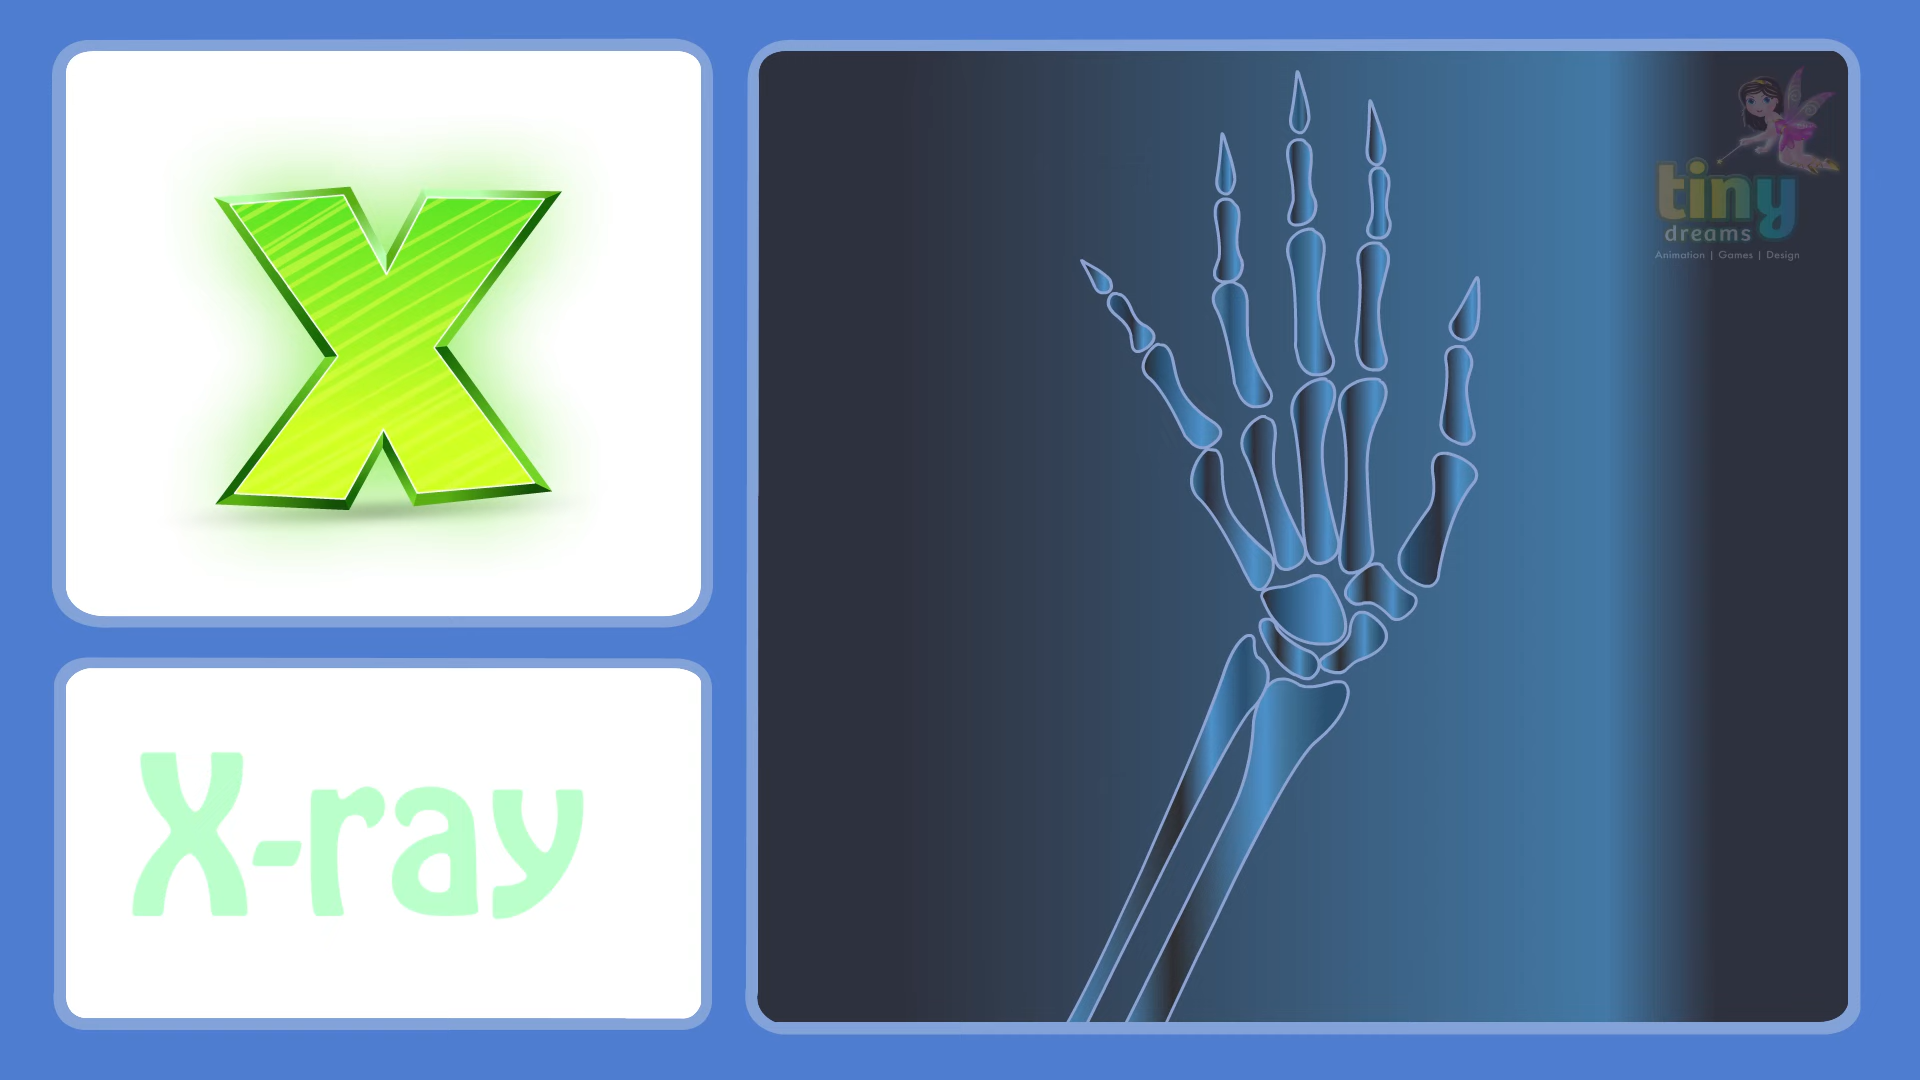 X
X-ray
tiny
dreams
Animation | Games | Design